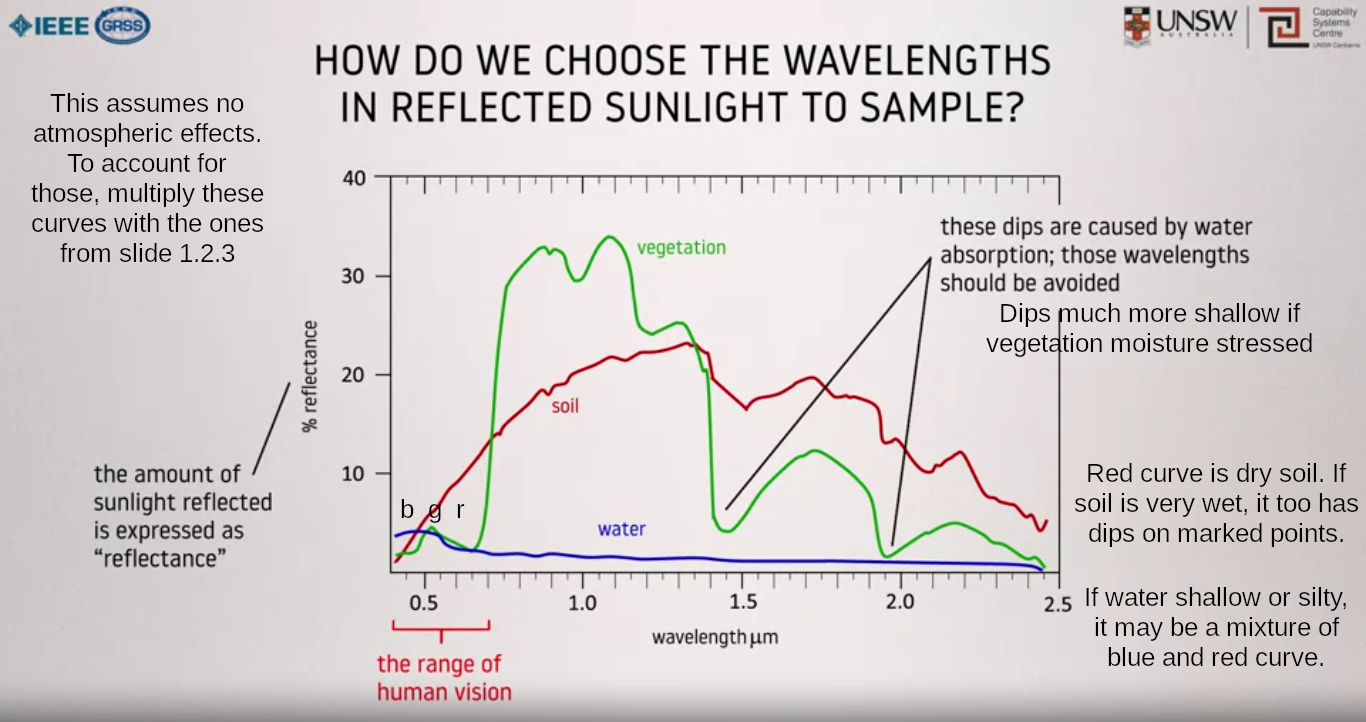 IEEE GRSS
UNSW
AUSTRALIA
Capability
Systems
Centre
UNSW Canberra
HOW DO WE CHOOSE THE WAVELENGTHS
IN REFLECTED SUNLIGHT TO SAMPLE?
This assumes no
atmospheric effects.
To account for
those, multiply these
curves with the ones
from slide 1.2.3
40
30
20
10
% reflectance
the amount of
sunlight reflected
is expressed as
“reflectance”
vegetation
soil
water
b g r
these dips are caused by water
absorption; those wavelengths
should be avoided
Dips much more shallow if
vegetation moisture stressed
Red curve is dry soil. If
soil is very wet, it too has
dips on marked points.
If water shallow or silty,
it may be a mixture of
blue and red curve.
0.5 1.0 1.5 2.0 2.5
wavelength μm
the range of
human vision